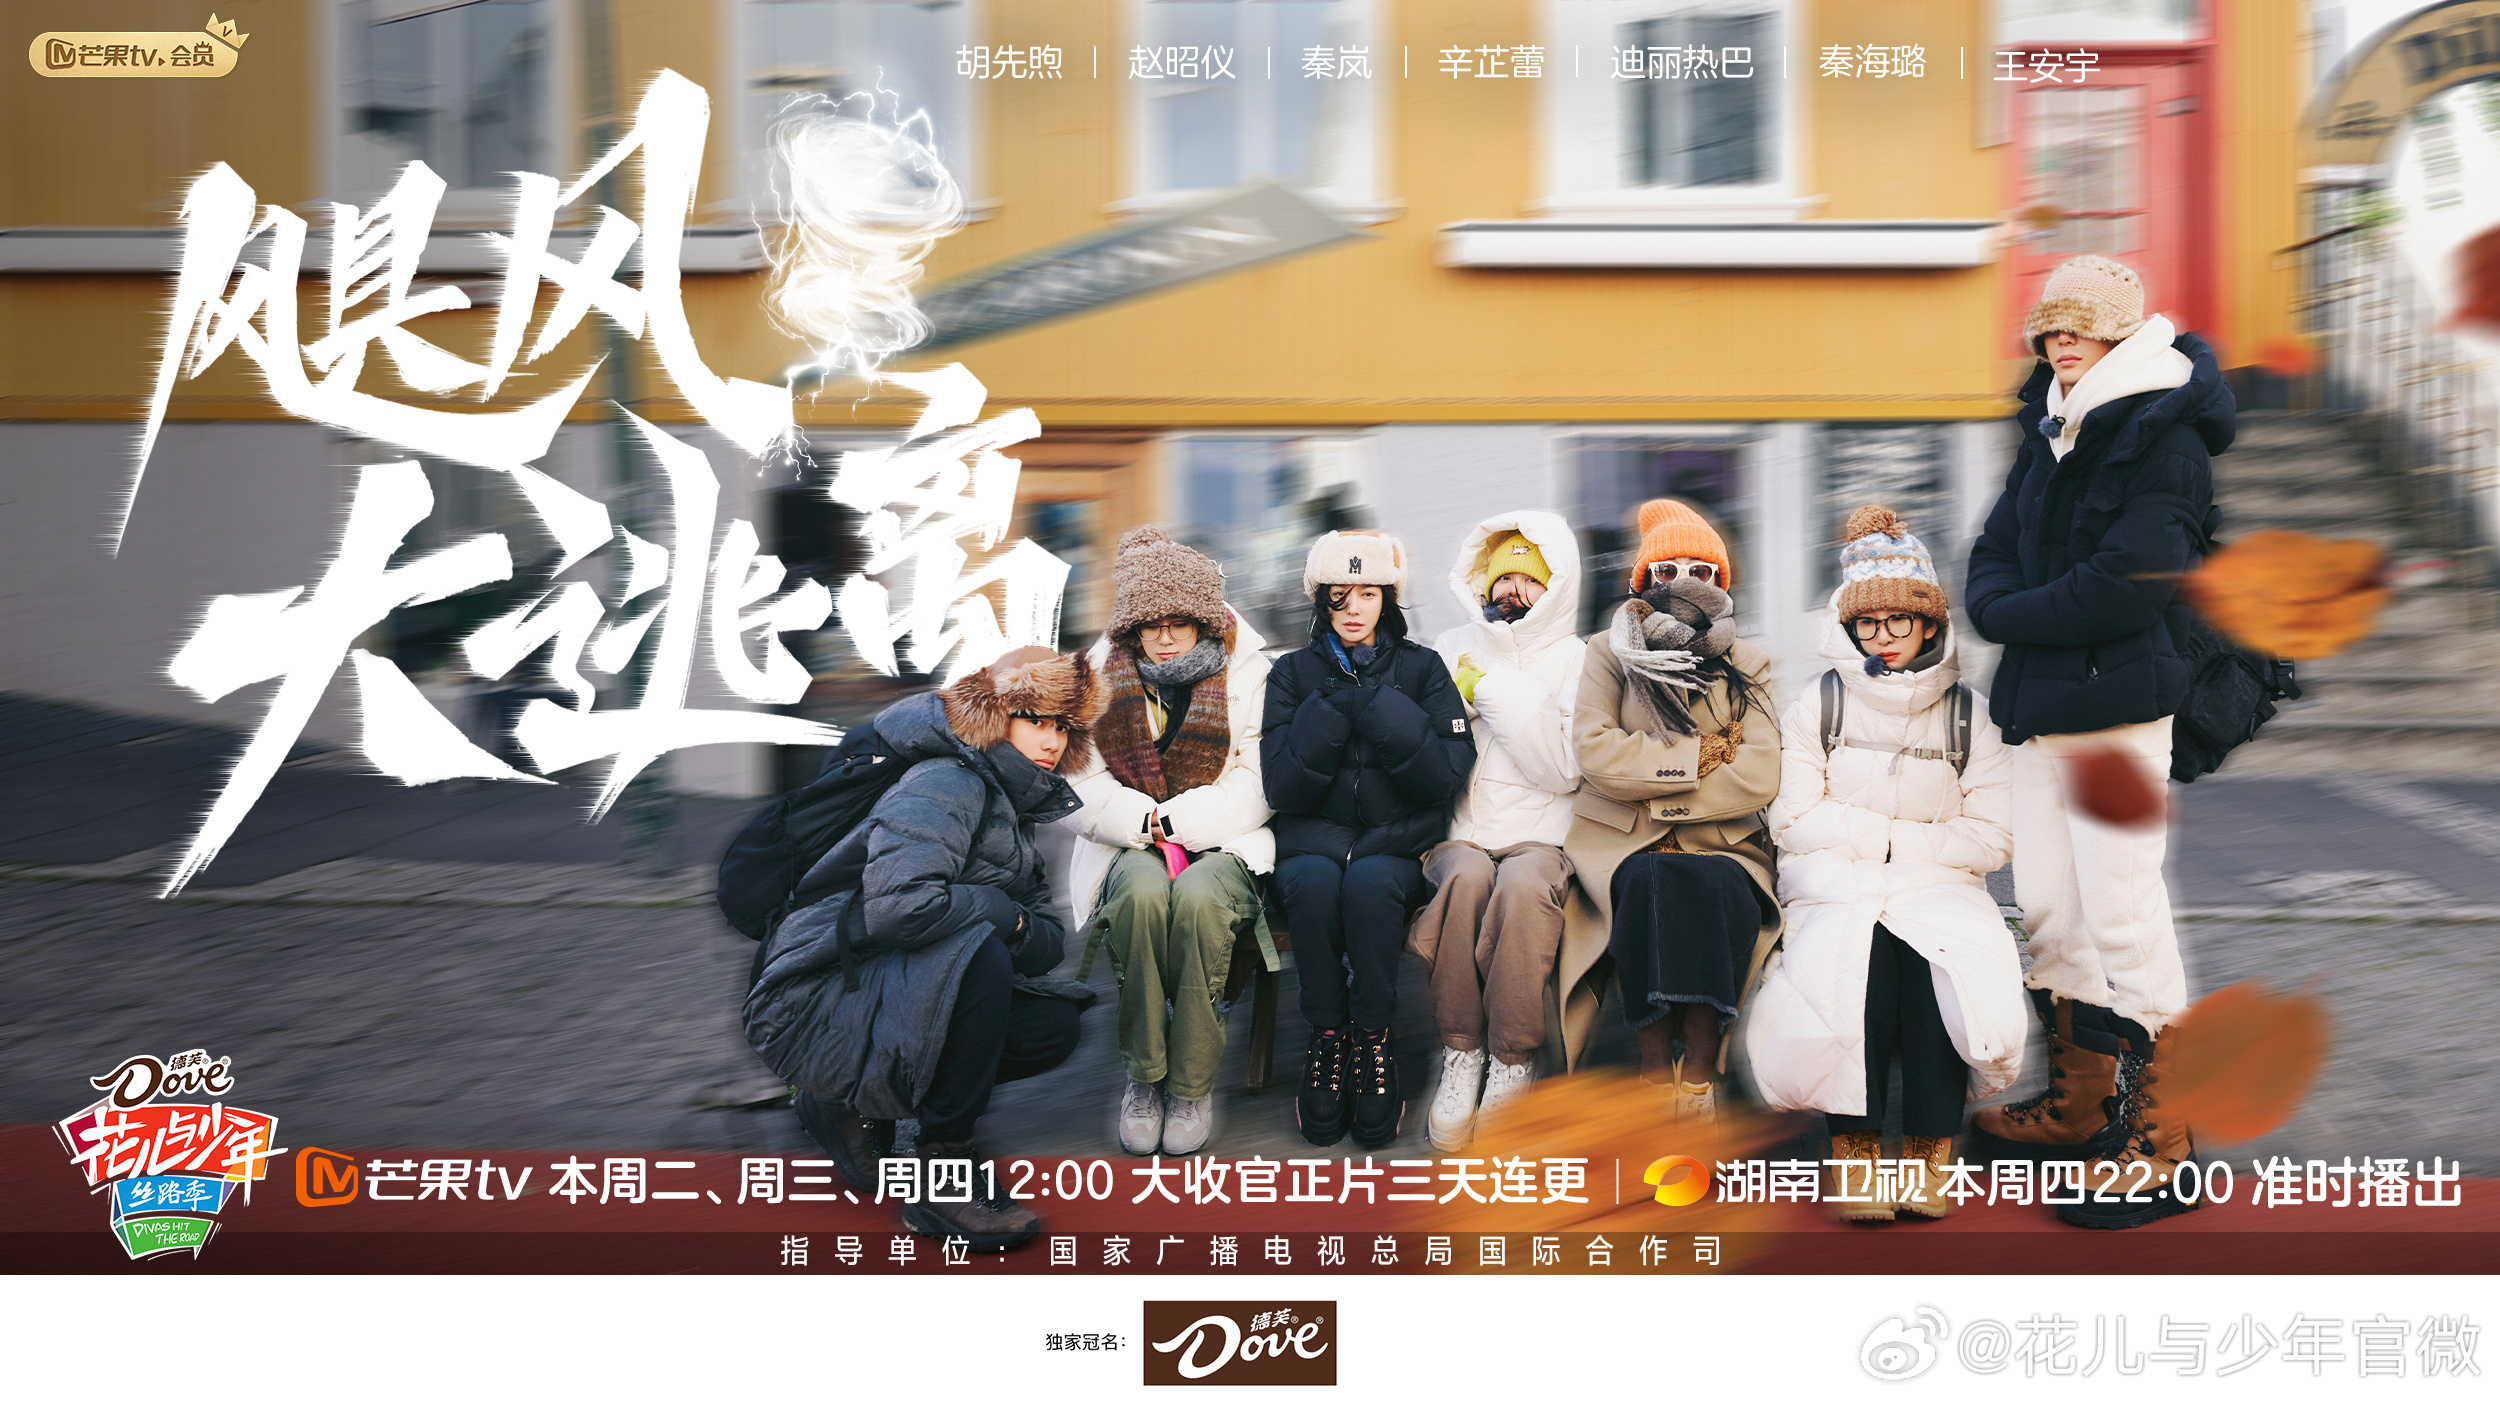 芒果tv 会员
胡先煦 | 赵昭仪 | 秦岚 | 辛芷蕾 | 迪丽热巴 | 秦海璐 | 王安宇
飓风
大逃离
德芙®
Dove®
花儿与少年
丝路季
DIVAS HIT
THE ROAD
芒果tv 本周二、周三、周四12:00 大收官正片三天连更 | 湖南卫视 本周四22:00 准时播出
指导单位：国家广播电视总局国际合作司
独家冠名：
德芙®
Dove®
@花儿与少年官微